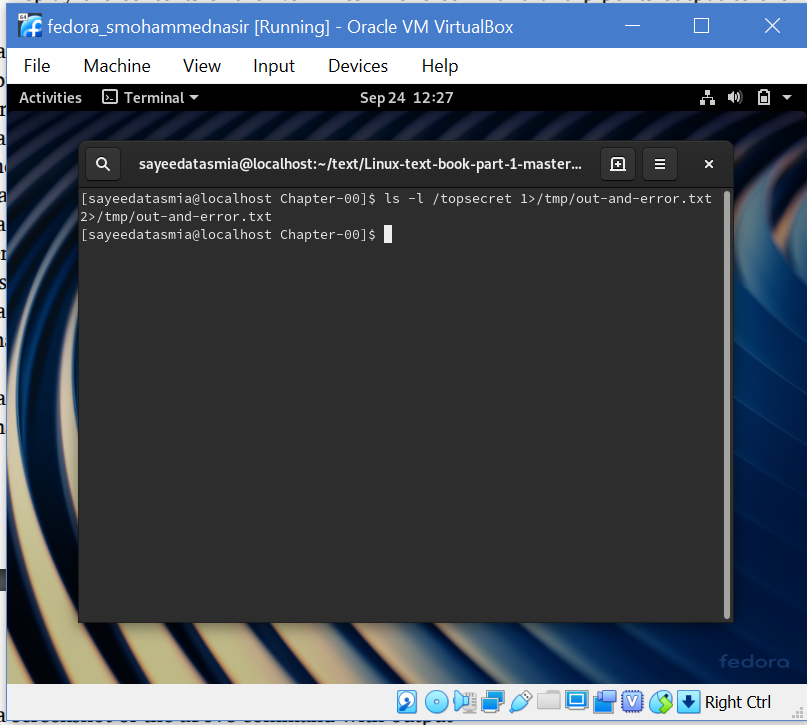 fedora_smohammednasir [Running] - Oracle VM VirtualBox
File Machine View Input Devices Help
Activities Terminal Sep 24 12:27
sayeedatasmia@localhost:~/text/Linux-text-book-part-1-master...
[sayeedatasmia@localhost Chapter-00]$ ls -l /topsecret 1>/tmp/out-and-error.txt
2>/tmp/out-and-error.txt
[sayeedatasmia@localhost Chapter-00]$
fedora
Right Ctrl